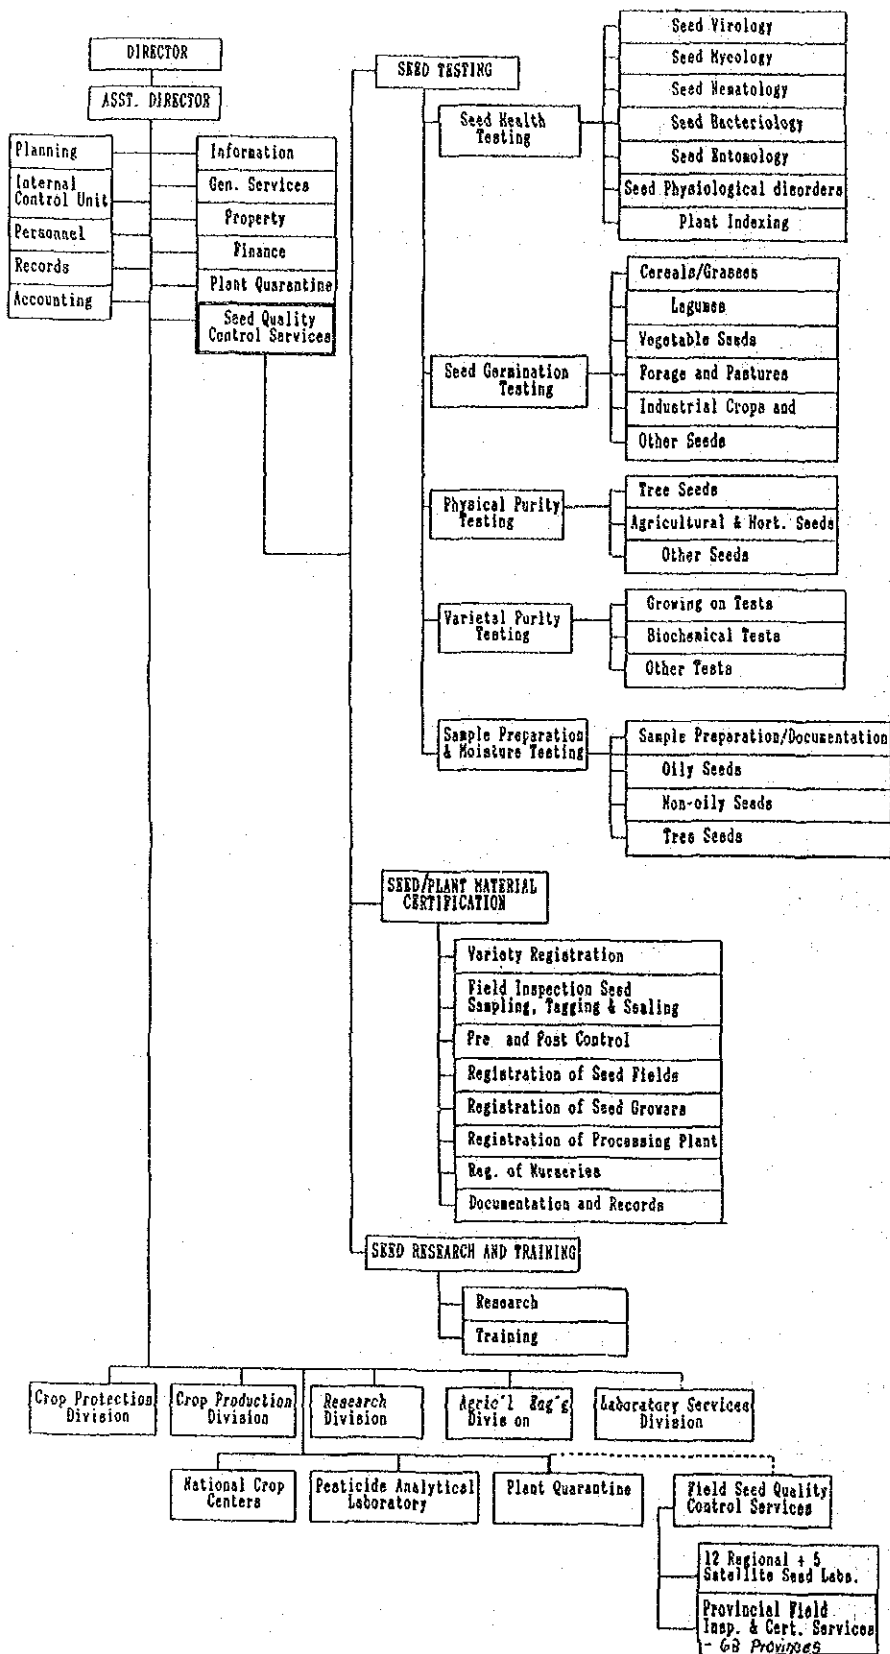 DIRECTOR
ASST. DIRECTOR
Planning
Internal
Control Unit
Personnel
Records
Accounting
Information
Gen. Services
Property
Finance
Plant Quarantine
Seed Quality
Control Services
SEED TESTING
Seed Health
Testing
Seed Virology
Seed Mycology
Seed Nematology
Seed Bacteriology
Seed Entomology
Seed Physiological disorders
Plant Indexing
Seed Germination
Testing
Cereals/Grasees
Legumes
Vegetable Seeds
Forage and Pastures
Industrial Crops and
Other Seeds
Physical Purity
Testing
Tree Seeds
Agricultural & Hort. Seeds
Other Seeds
Varietal Purity
Testing
Growing on Tests
Biochemical Tests
Other Tests
Sample Preparation
& Moisture Testing
Sample Preparation/Documentation
Oily Seeds
Non-oily Seeds
Tree Seeds
SEED/PLANT MATERIAL
CERTIFICATION
Variety Registration
Field Inspection Seed
Sampling, Tagging & Sealing
Pre and Post Control
Registration of Seed Fields
Registration of Seed Growers
Registration of Processing Plant
Reg. of Nurseries
Documentation and Records
SEED RESEARCH AND TRAINING
Research
Training
Crop Protection
Division
Crop Production
Division
Research
Division
Agric'l Eng'g
Divis on
Laboratory Services
Division
National Crop
Centers
Pesticide Analytical
Laboratory
Plant Quarantine
Field Seed Quality
Control Services
12 Regional + 5
Satellite Seed Labs.
Provincial Field
Insp. & Cert. Services
- 68 Provinces